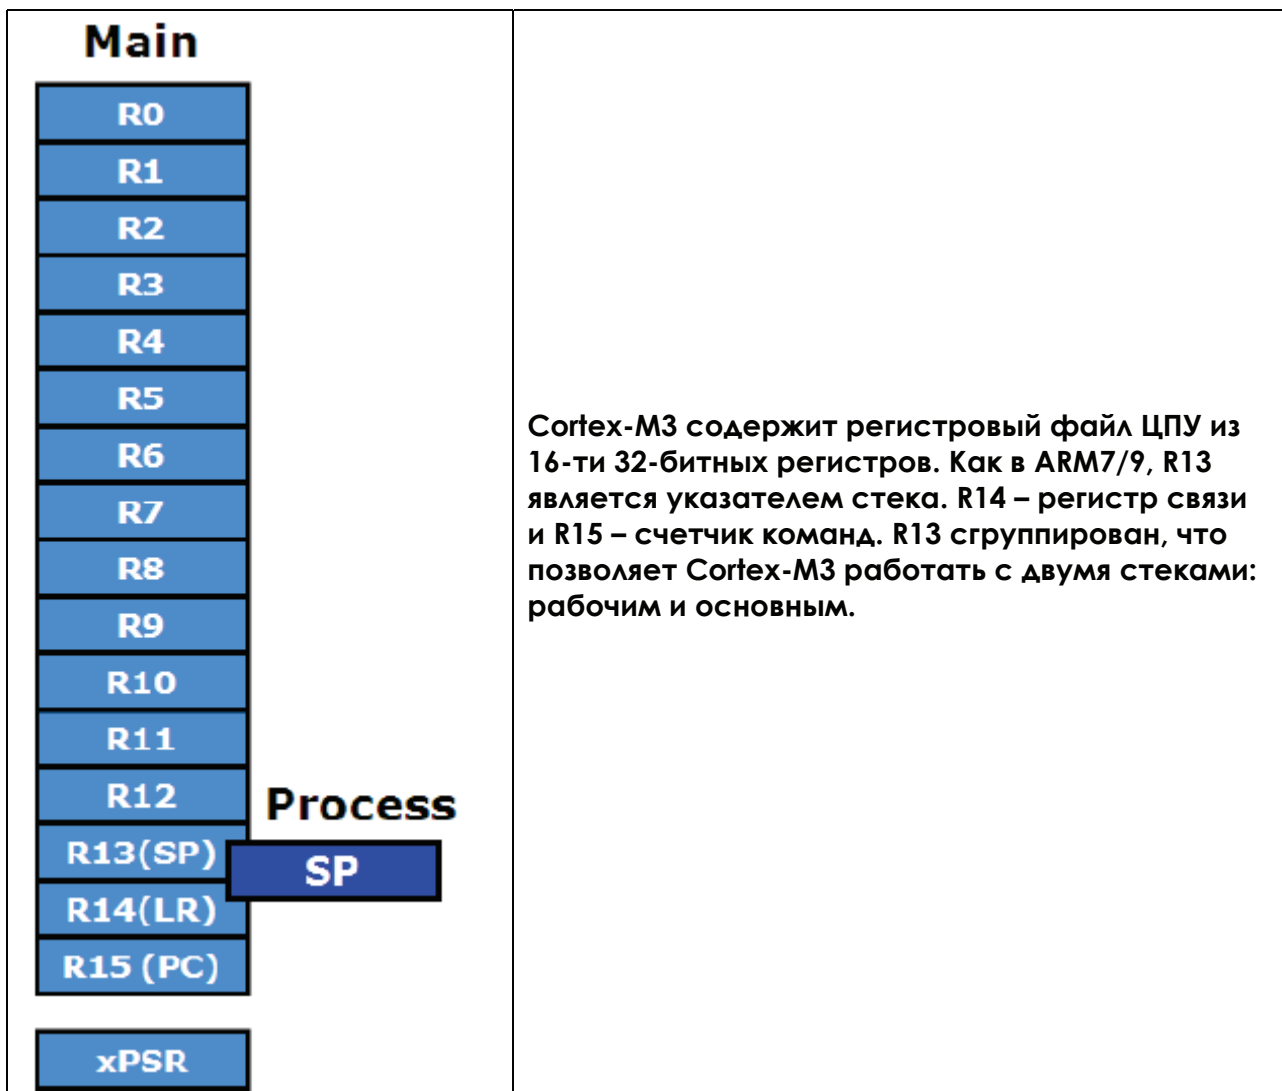 Main
R0
R1
R2
R3
R4
R5
R6
R7
R8
R9
R10
R11
R12
Process
R13(SP)
SP
R14(LR)
R15 (PC)
xPSR
Cortex-M3 содержит регистровый файл ЦПУ из
16-ти 32-битных регистров. Как в ARM7/9, R13
является указателем стека. R14 – регистр связи
и R15 – счетчик команд. R13 сгруппирован, что
позволяет Cortex-M3 работать с двумя стеками:
рабочим и основным.